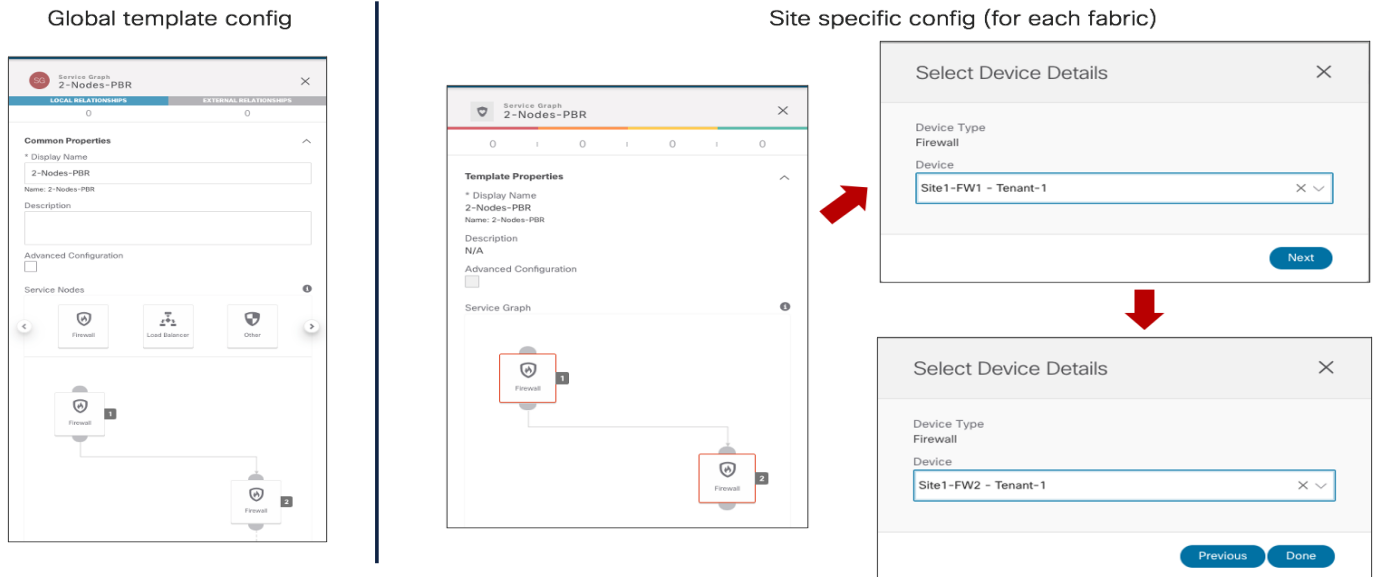 Global template config
Site specific config (for each fabric)
SG
Service Graph
2-Nodes-PBR
LOCAL RELATIONSHIPS
EXTERNAL RELATIONSHIPS
0
0
Common Properties
* Display Name
2-Nodes-PBR
Name: 2-Nodes-PBR
Description
Advanced Configuration
Service Nodes
Firewall
Load Balancer
Other
Firewall
1
Firewall
2
Service Graph
2-Nodes-PBR
0
0
0
0
Template Properties
* Display Name
2-Nodes-PBR
Name: 2-Nodes-PBR
Description
N/A
Advanced Configuration
Service Graph
Firewall
1
Firewall
2
Select Device Details
Device Type
Firewall
Device
Site1-FW1 - Tenant-1
Next
Select Device Details
Device Type
Firewall
Device
Site1-FW2 - Tenant-1
Previous
Done